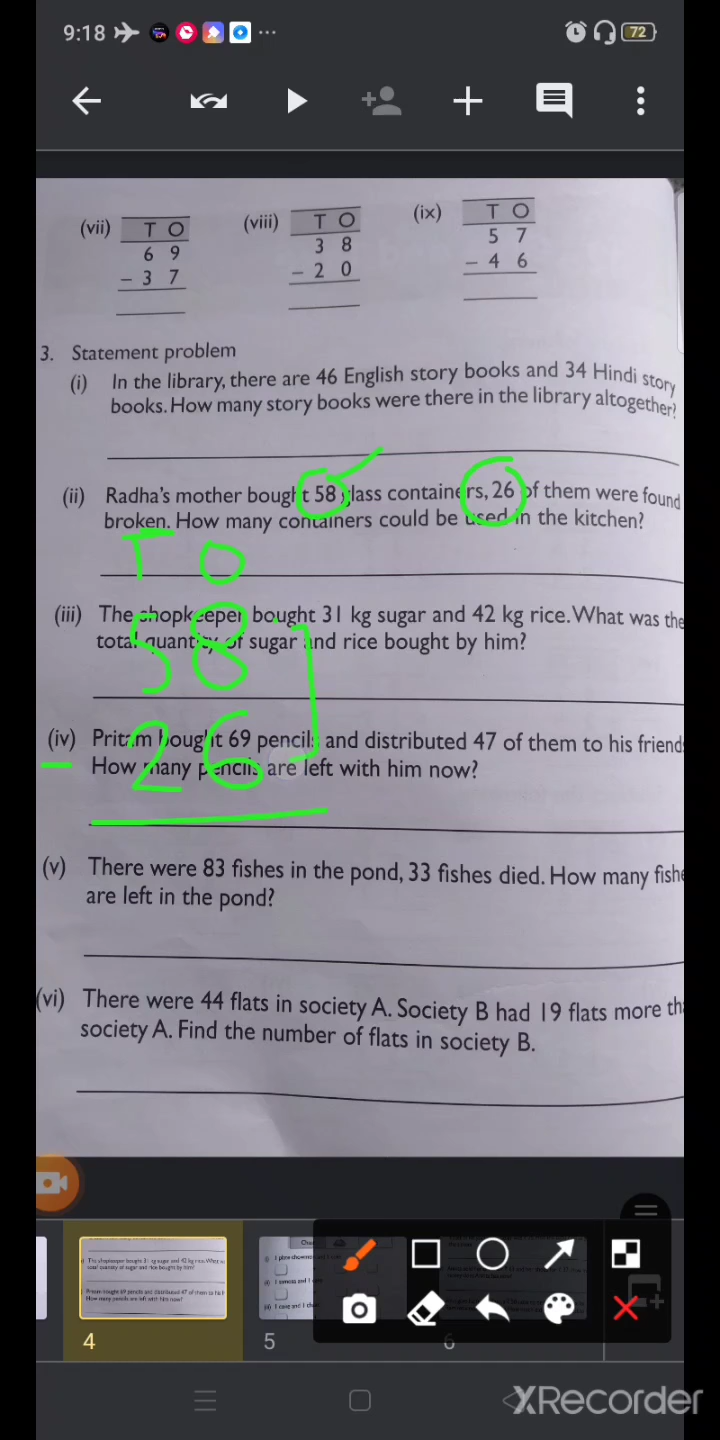 9:18
72
(vii) T O (viii) T O (ix) T O
6 9 3 8 5 7
– 3 7 – 2 0 – 4 6
3. Statement problem
(i) In the library, there are 46 English story books and 34 Hindi story
books. How many story books were there in the library altogether?
(ii) Radha's mother bought 58 glass containers, 26 of them were found
broken. How many containers could be used in the kitchen?
T O
(iii) The shopkeeper bought 31 kg sugar and 42 kg rice. What was the
total quantity of sugar and rice bought by him?
58
(iv) Pritam bought 69 pencils and distributed 47 of them to his friend
How many pencils are left with him now?
– 26
(v) There were 83 fishes in the pond, 33 fishes died. How many fishe
are left in the pond?
(vi) There were 44 flats in society A. Society B had 19 flats more tha
society A. Find the number of flats in society B.
4
5
6
XRecorder